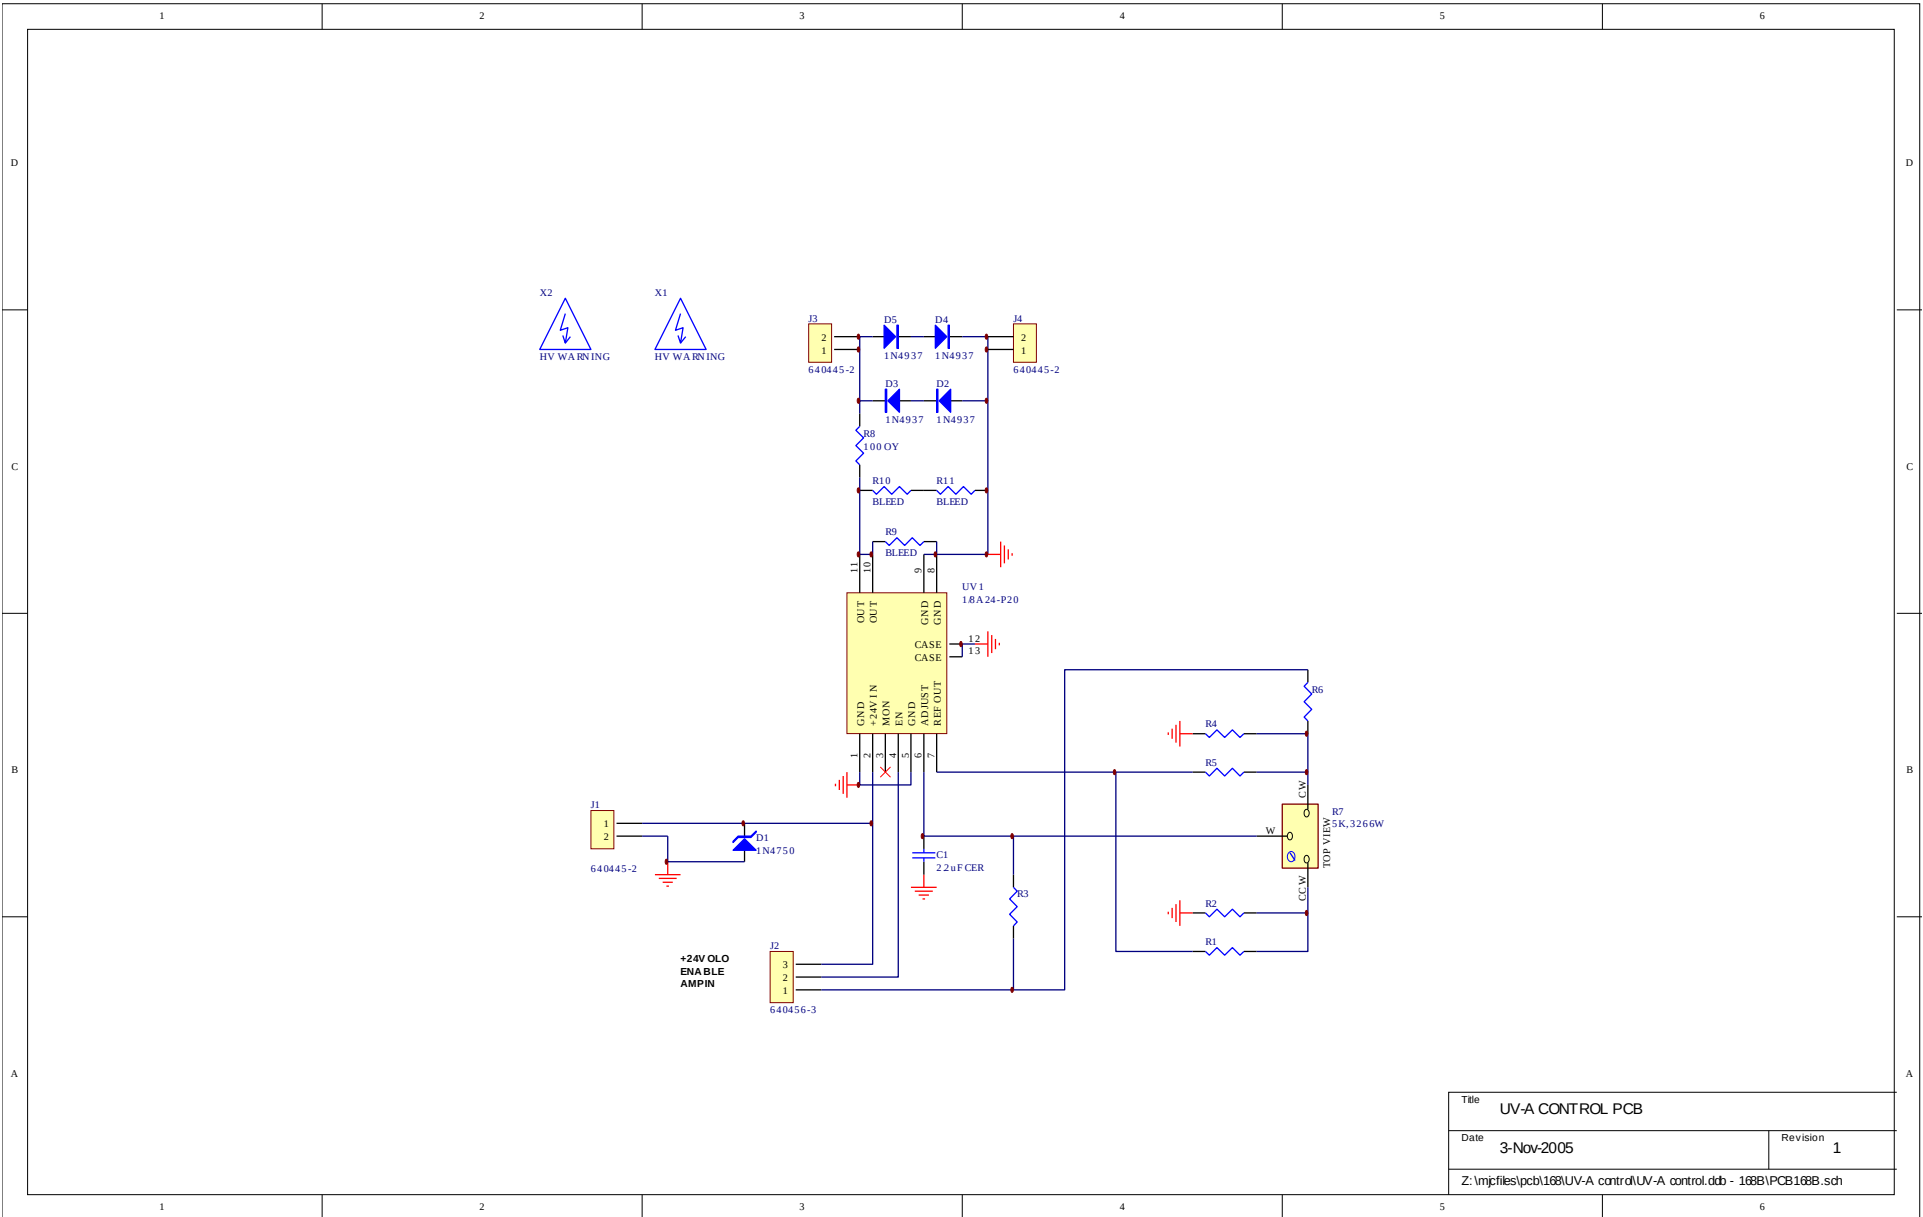 1 2 3 4 5 6
D D
X2 X1
HV WARNING HV WARNING
J3 D5 D4 J4
2 2
1 1
1N4937 1N4937
640445-2 640445-2
D3 D2
1N4937 1N4937
R8
100 OY
C C
R10 R11
BLEED BLEED
R9
BLEED
11 10 9 8
UV1
1/8A24-P20
OUT OUT GND GND
CASE 12
CASE 13
GND +24V IN MON EN GND ADJUST REF OUT
1 2 3 4 5 6 7
R6
R4
R5
B B
CW
J1
1
2
640445-2
D1
1N4750
W
R7
5K,3266W
TOP VIEW
C1
2.2uF CER
CCW
R3
R2
R1
J2
+24V OLO 3
ENABLE 2
AMPIN 1
640456-3
A A
Title UV-A CONTROL PCB
Date 3-Nov-2005 Revision 1
Z:\mjcfiles\pcb\168\UV-A control\UV-A control.ddb - 168B\PCB168B.sch
1 2 3 4 5 6